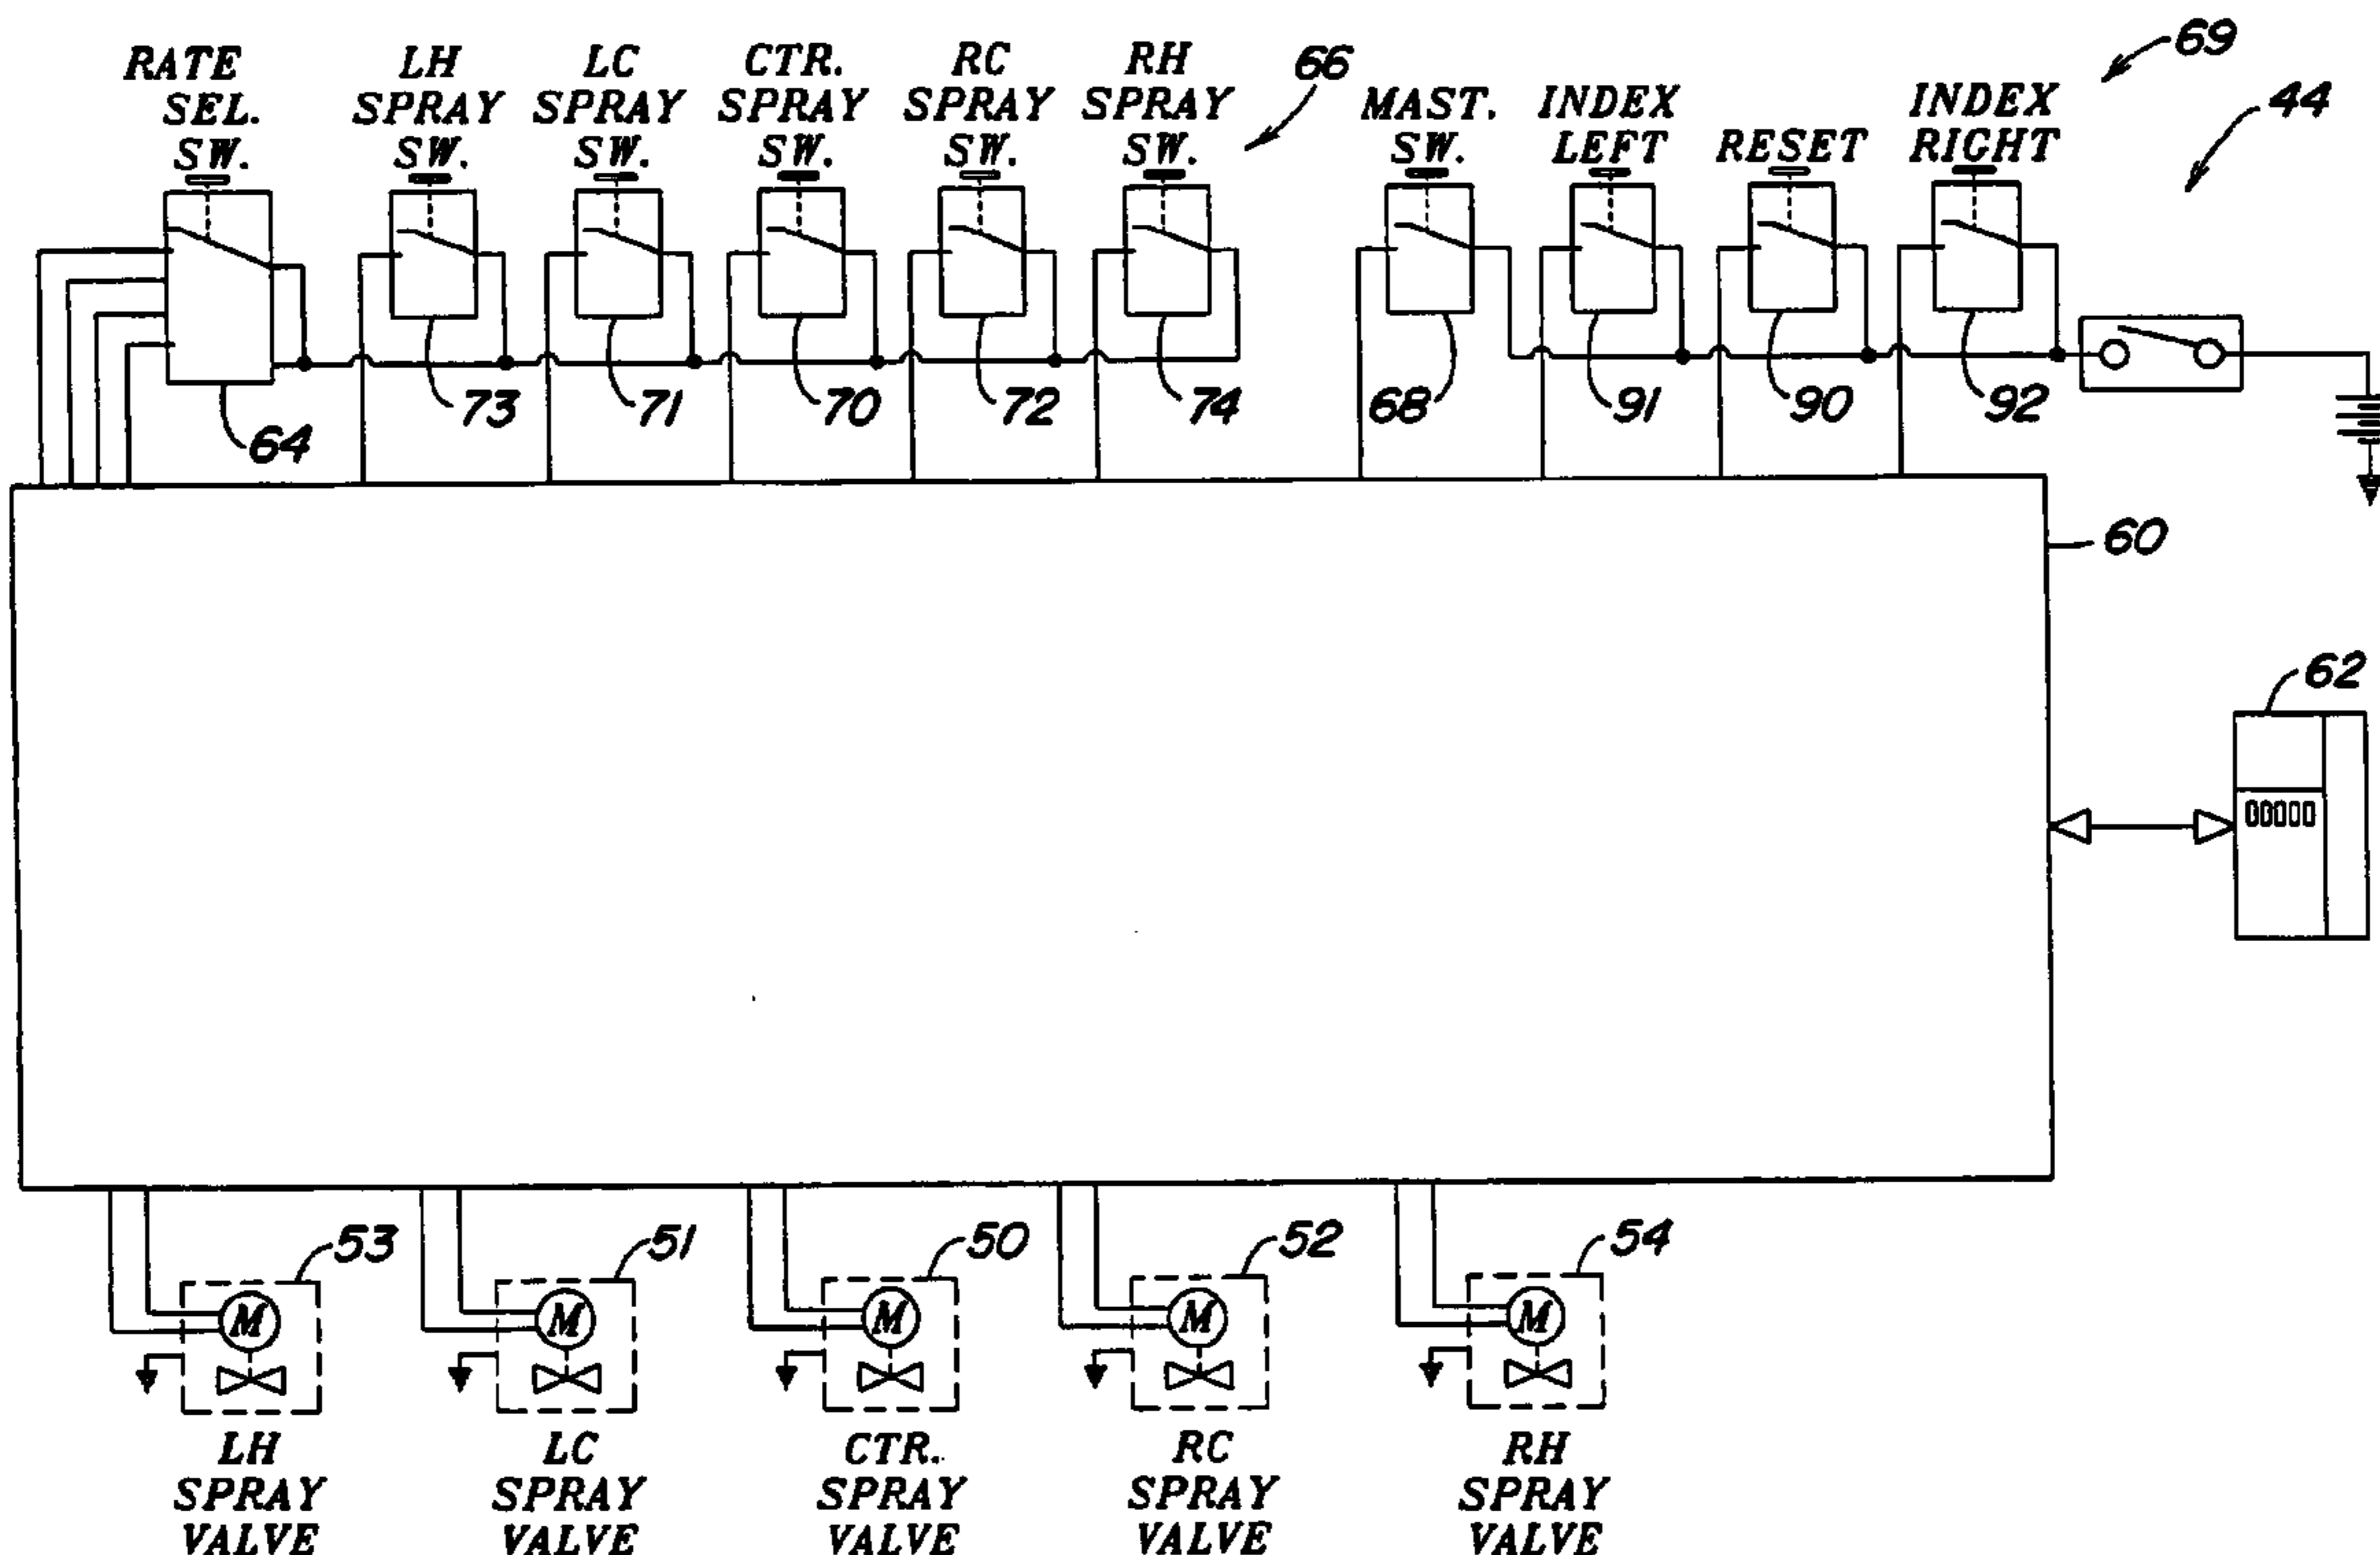 69
44
RATE
SEL.
SW.
LH
SPRAY
SW.
LC
SPRAY
SW.
CTR.
SPRAY
SW.
RC
SPRAY
SW.
RH
SPRAY
SW.
66
MAST.
SW.
INDEX
LEFT
RESET
INDEX
RIGHT
64
73
71
70
72
74
68
91
90
92
60
62
00000
53
51
50
52
54
M
M
M
M
M
LH
SPRAY
VALVE
LC
SPRAY
VALVE
CTR.
SPRAY
VALVE
RC
SPRAY
VALVE
RH
SPRAY
VALVE